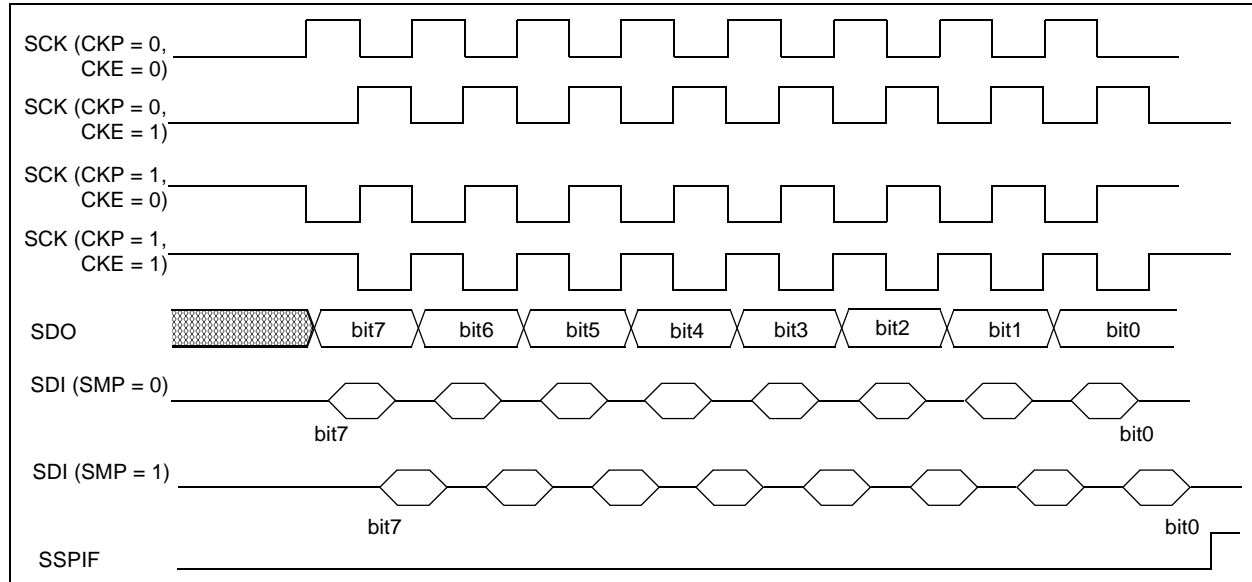 SCK (CKP = 0,
CKE = 0)
SCK (CKP = 0,
CKE = 1)
SCK (CKP = 1,
CKE = 0)
SCK (CKP = 1,
CKE = 1)
SDO bit7 bit6 bit5 bit4 bit3 bit2 bit1 bit0
SDI (SMP = 0)
bit7 bit0
SDI (SMP = 1)
bit7 bit0
SSPIF